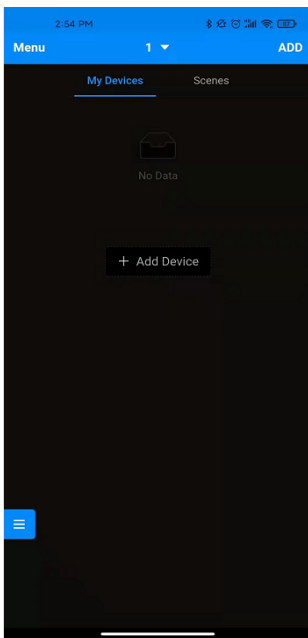 2:54 PM
Menu 1 ADD
My Devices Scenes
No Data
+ Add Device